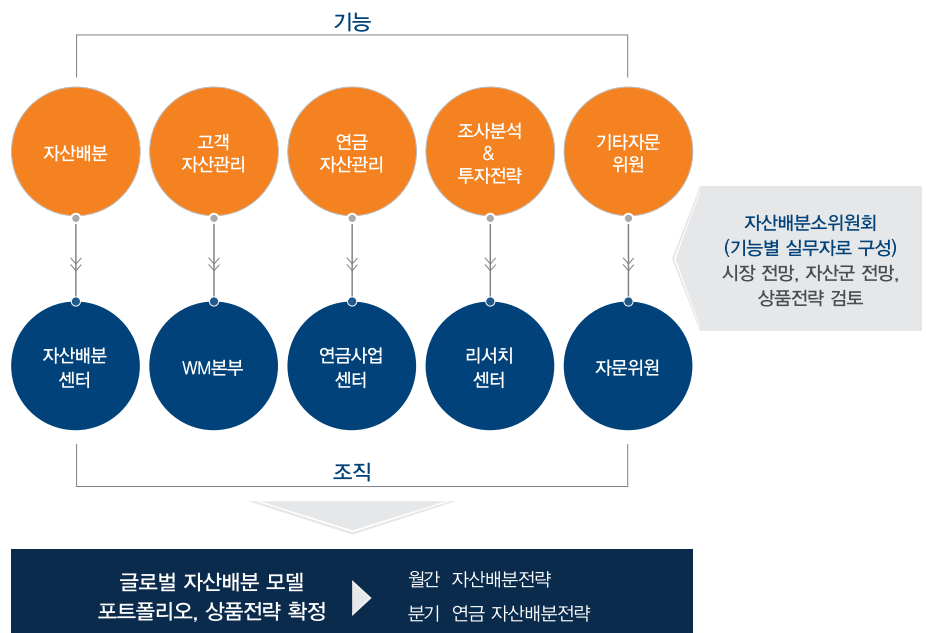 기능
자산배분
고객
자산관리
연금
자산관리
조사분석
&
투자전략
기타자문
위원
자산배분소위원회
(기능별 실무자로 구성)
시장 전망, 자산군 전망,
상품전략 검토
자산배분
센터
WM본부
연금사업
센터
리서치
센터
자문위원
조직
글로벌 자산배분 모델
포트폴리오, 상품전략 확정
월간 자산배분전략
분기 연금 자산배분전략